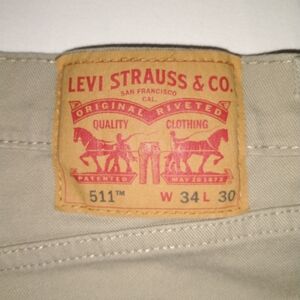 LEVI STRAUSS & CO.
SAN FRANCISCO
CAL.
ORIGINAL RIVETED
QUALITY CLOTHING
PATENTED MAY 20 1873
511™ W 34 L 30